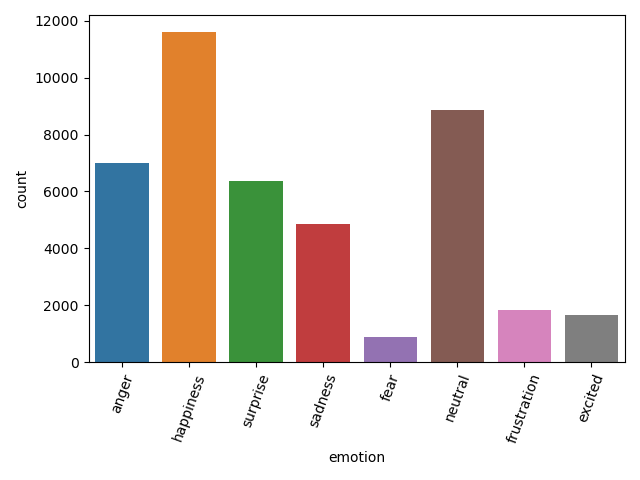 12000
10000
8000
6000
4000
2000
0
count
anger
happiness
surprise
sadness
fear
neutral
frustration
excited
emotion